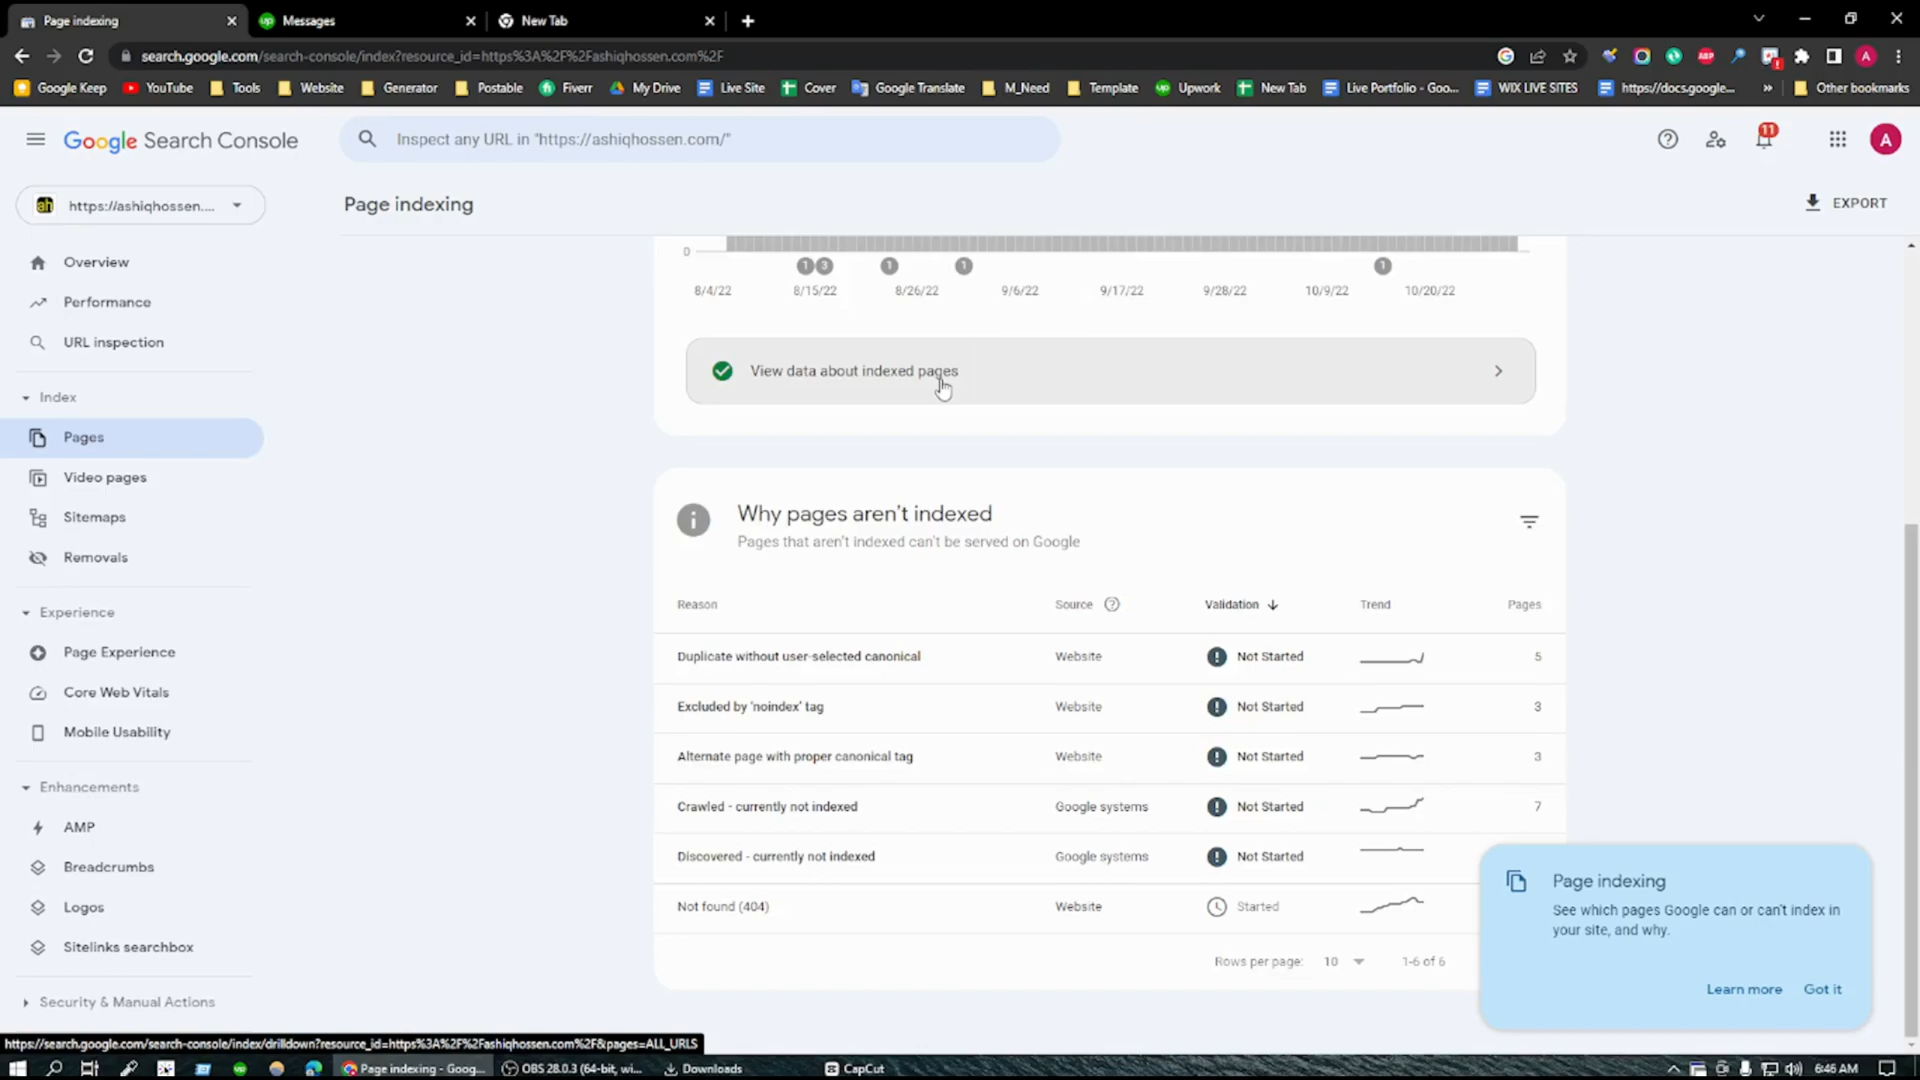 Page indexing
Messages
New Tab
search.google.com/search-console/index?resource_id=https%3A%2F%2Fashiqhossen.com%2F
ABP
1
A
Google Keep
YouTube
Tools
Website
Generator
Postable
Fiverr
My Drive
Live Site
Cover
Google Translate
M_Need
Template
Upwork
New Tab
Live Portfolio - Goo...
WIX LIVE SITES
https://docs.google...
»
Other bookmarks
Google Search Console
Inspect any URL in "https://ashiqhossen.com/"
11
A
ah
https://ashiqhossen....
Page indexing
EXPORT
Overview
Performance
URL inspection
Index
Pages
Video pages
Sitemaps
Removals
Experience
Page Experience
Core Web Vitals
Mobile Usability
Enhancements
AMP
Breadcrumbs
Logos
Sitelinks searchbox
Security & Manual Actions
0
1 3 1 1 1
8/4/22 8/15/22 8/26/22 9/6/22 9/17/22 9/28/22 10/9/22 10/20/22
View data about indexed pages
Why pages aren't indexed
Pages that aren't indexed can't be served on Google
Reason Source Validation Trend Pages
Duplicate without user-selected canonical Website Not Started 5
Excluded by 'noindex' tag Website Not Started 3
Alternate page with proper canonical tag Website Not Started 3
Crawled - currently not indexed Google systems Not Started 7
Discovered - currently not indexed Google systems Not Started
Not found (404) Website Started
Rows per page: 10 1-6 of 6
Page indexing
See which pages Google can or can't index in
your site, and why.
Learn more Got it
https://search.google.com/search-console/index/drilldown?resource_id=https%3A%2F%2Fashiqhossen.com%2F&pages=ALL_URLS
Page indexing - Goog...
OBS 28.0.3 (64-bit, wi...
Downloads
CapCut
6:46 AM